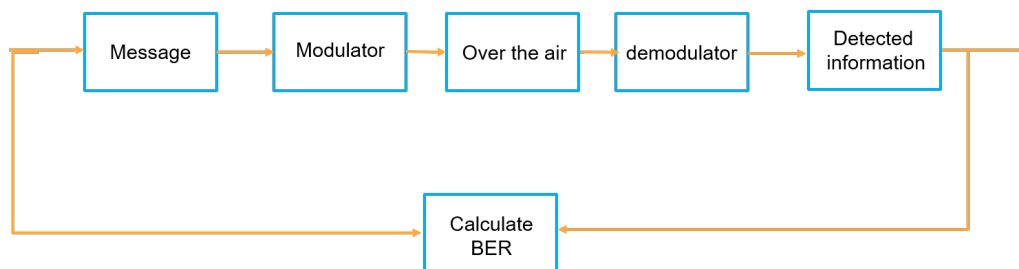 Message
Modulator
Over the air
demodulator
Detected
information
Calculate
BER